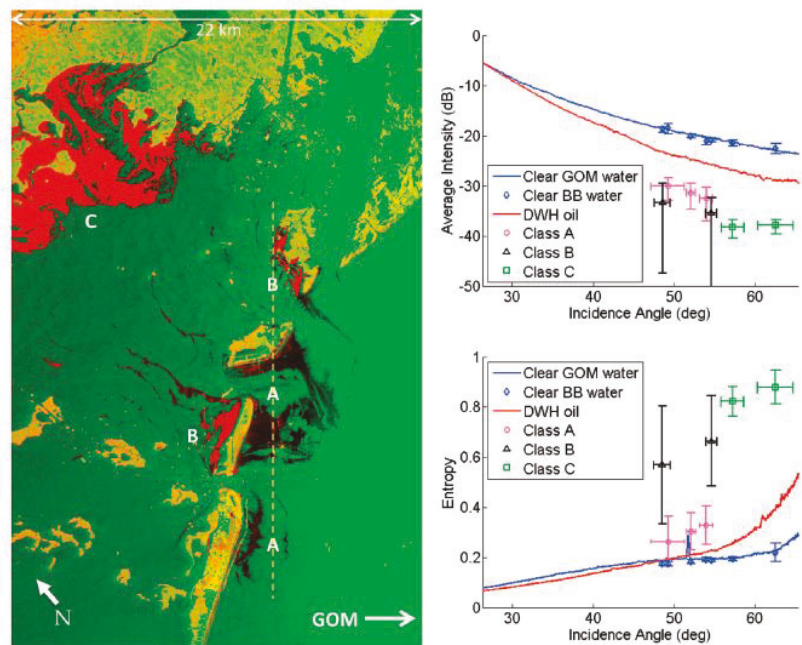 22 km
C
B
A
B
A
N
GOM
0
-10
-20
-30
-40
-50
Average Intensity (dB)
Clear GOM water
Clear BB water
DWH oil
Class A
Class B
Class C
30
40
50
60
Incidence Angle (deg)
1
0.8
0.6
0.4
0.2
0
Entropy
Clear GOM water
Clear BB water
DWH oil
Class A
Class B
Class C
30
40
50
60
Incidence Angle (deg)